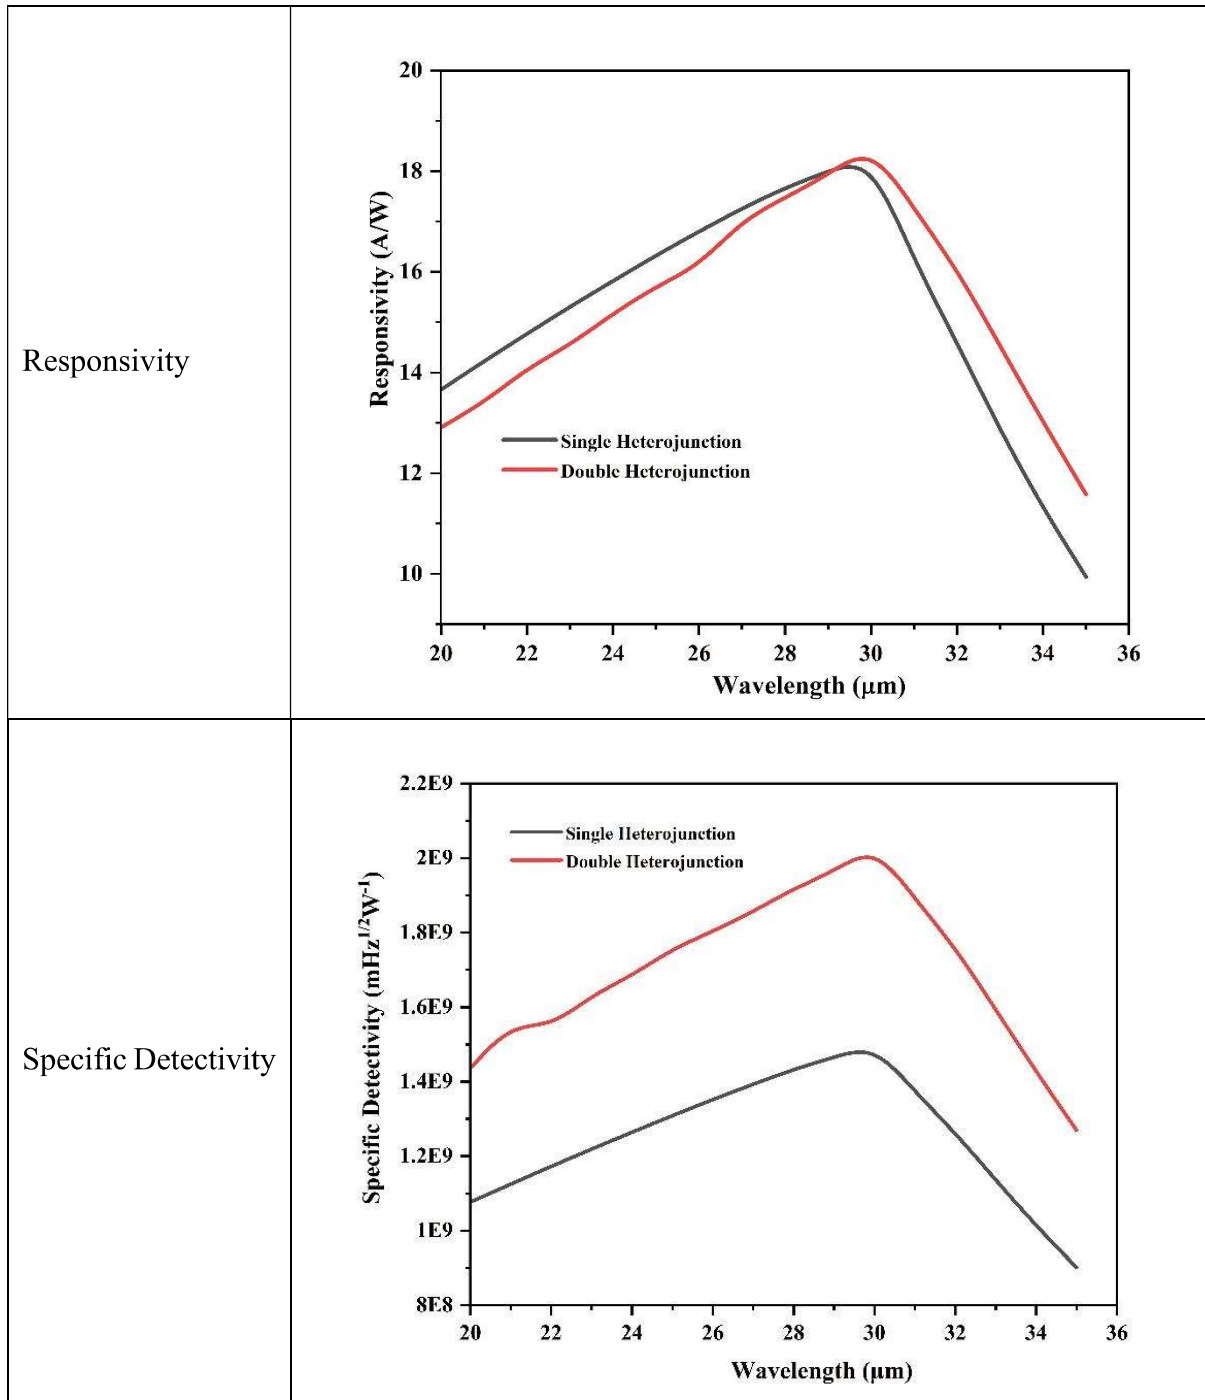 Responsivity
20
18
16
14
12
10
Responsivity (A/W)
Single Heterojunction
Double Heterojunction
20 22 24 26 28 30 32 34 36
Wavelength (μm)
Specific Detectivity
2.2E9
2E9
1.8E9
1.6E9
1.4E9
1.2E9
1E9
8E8
Specific Detectivity (mHz^1/2W^-1)
Single Heterojunction
Double Heterojunction
20 22 24 26 28 30 32 34 36
Wavelength (μm)